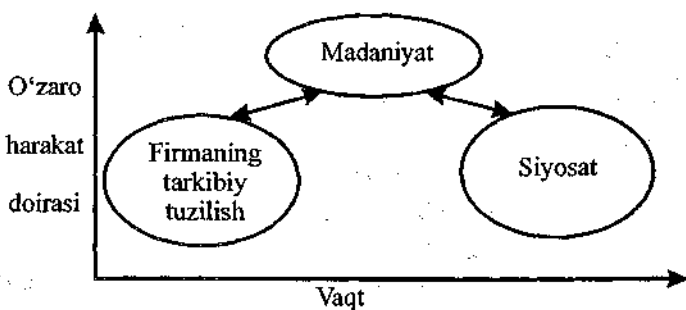 Madaniyat
O‘zaro
harakat
doirasi
Firmaning
tarkibiy
tuzilish
Siyosat
Vaqt